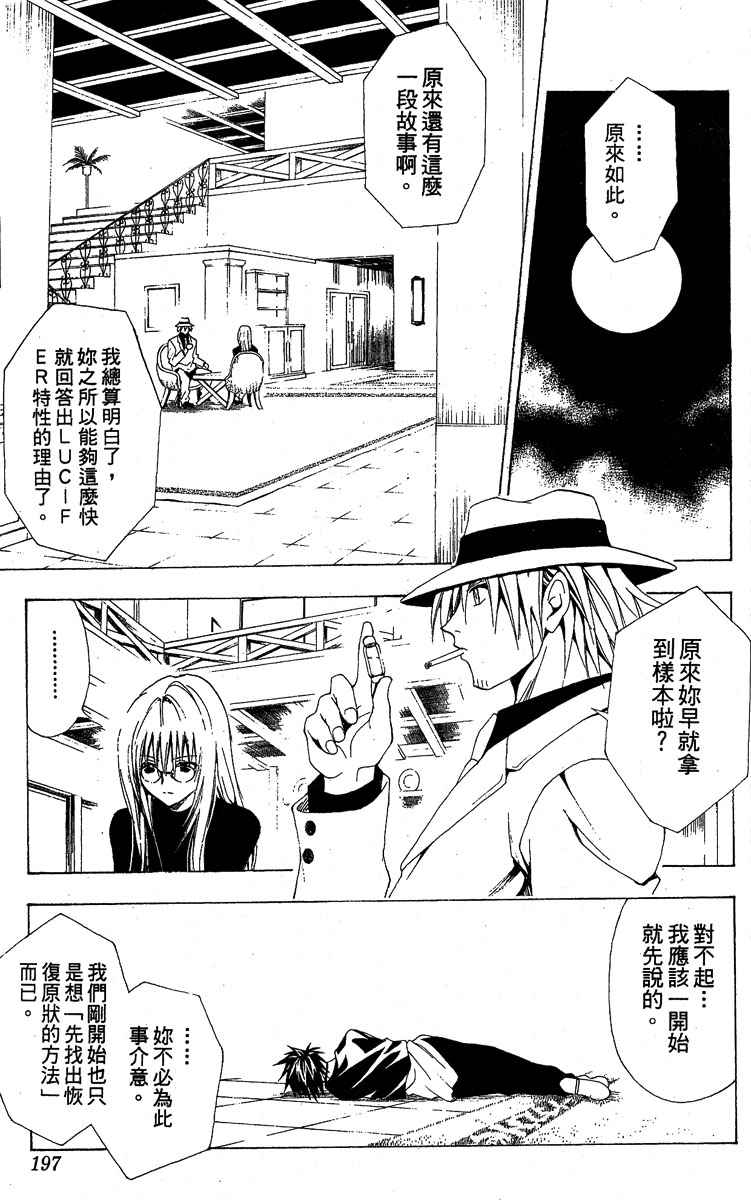 ……
原來如此。
原來還有這麼
一段故事啊。
我總算明白了，
妳之所以能夠這麼快
就回答出ＬＵＣＩＦ
ＥＲ特性的理由了。
原來妳早就拿
到樣本啦？
………
對不起…
我應該一開始
就先說的。
……
妳不必為此
事介意。
我們剛開始也只
是想「先找出恢
復原狀的方法」
而已。
197